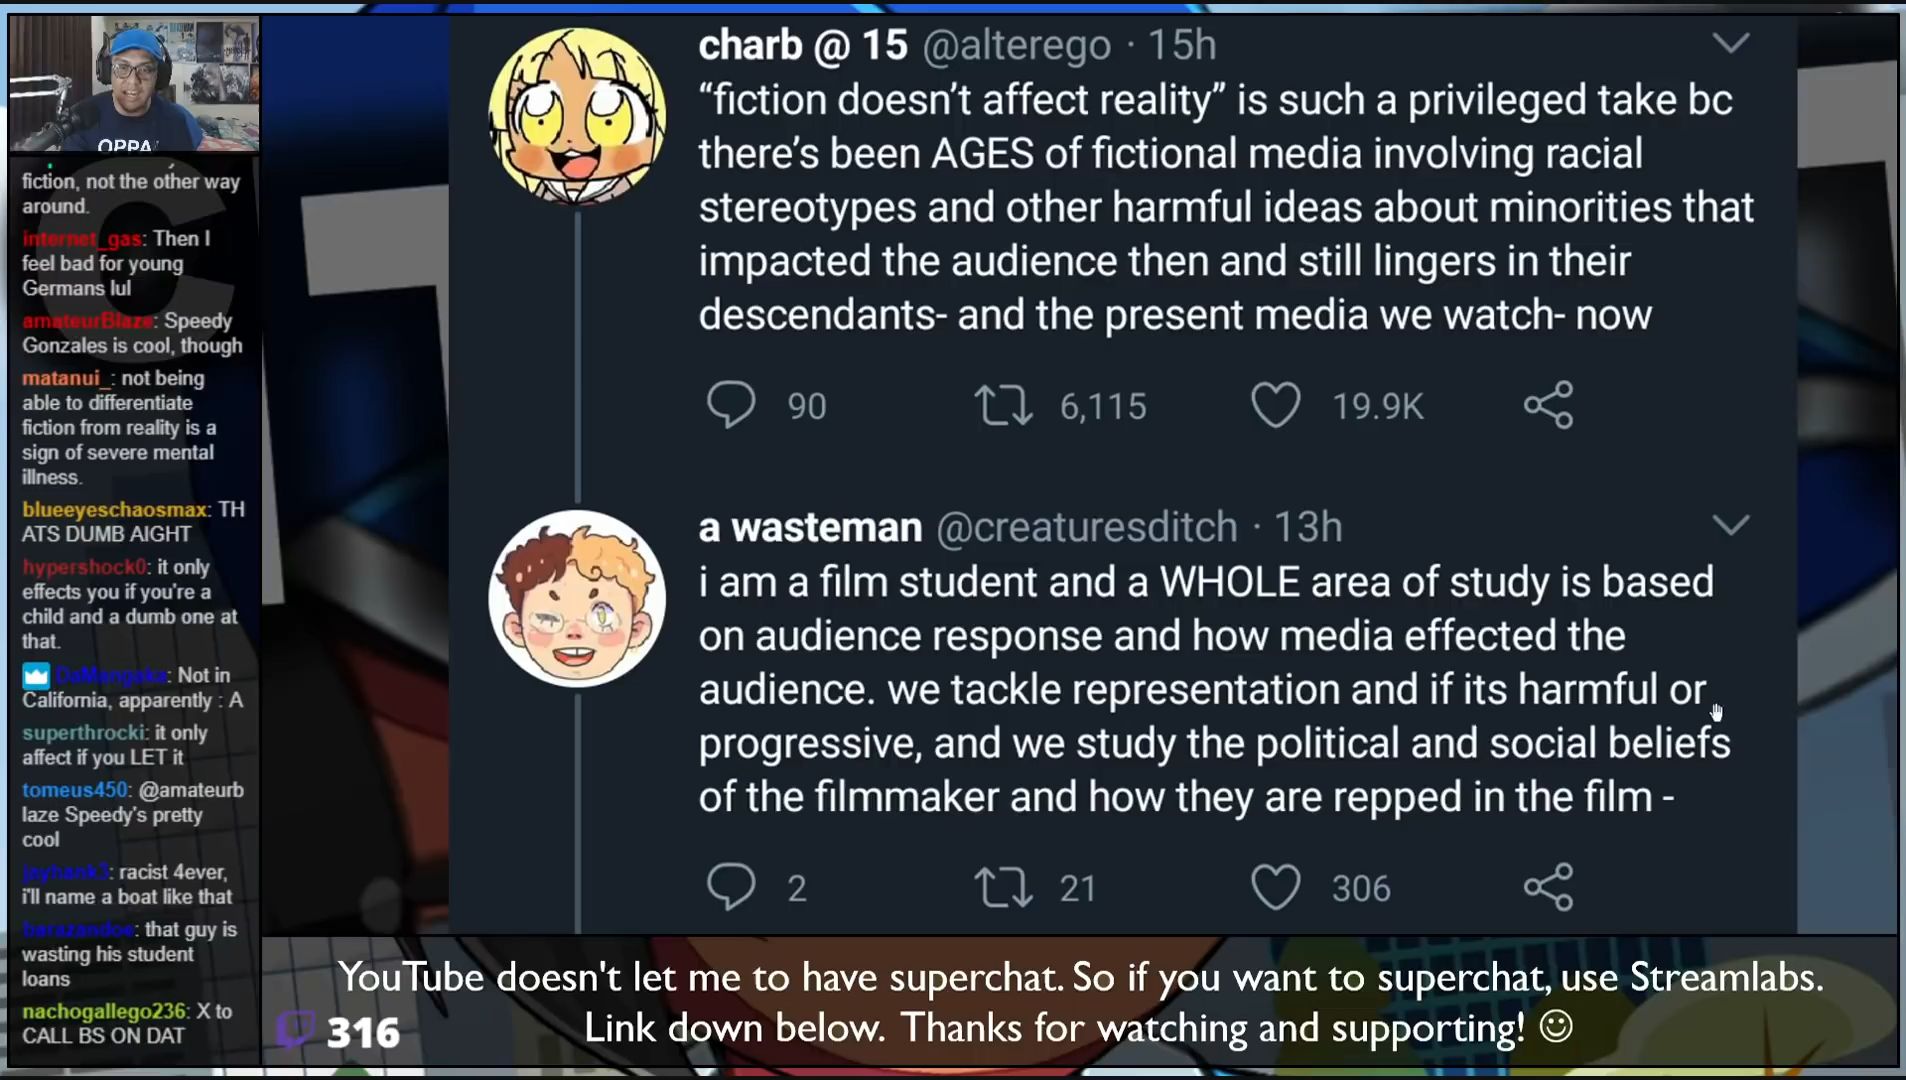 OPPA
fiction, not the other way
around.
internet_gas: Then I
feel bad for young
Germans lul
amateurBlaze: Speedy
Gonzales is cool, though
matanui_: not being
able to differentiate
fiction from reality is a
sign of severe mental
illness.
blueeyeschaosmax: TH
ATS DUMB AIGHT
hypershock0: it only
effects you if you're a
child and a dumb one at
that.
DaMangaka: Not in
California, apparently : A
superthrocki: it only
affect if you LET it
tomeus450: @amateurb
laze Speedy's pretty
cool
jayhank3: racist 4ever,
i'll name a boat like that
barazandoe: that guy is
wasting his student
loans
nachogallego236: X to
CALL BS ON DAT
charb @ 15 @alterego · 15h
“fiction doesn’t affect reality” is such a privileged take bc
there’s been AGES of fictional media involving racial
stereotypes and other harmful ideas about minorities that
impacted the audience then and still lingers in their
descendants- and the present media we watch- now
90 6,115 19.9K
a wasteman @creaturesditch · 13h
i am a film student and a WHOLE area of study is based
on audience response and how media effected the
audience. we tackle representation and if its harmful or
progressive, and we study the political and social beliefs
of the filmmaker and how they are repped in the film -
2 21 306
YouTube doesn't let me to have superchat. So if you want to superchat, use Streamlabs.
316 Link down below. Thanks for watching and supporting! ☺